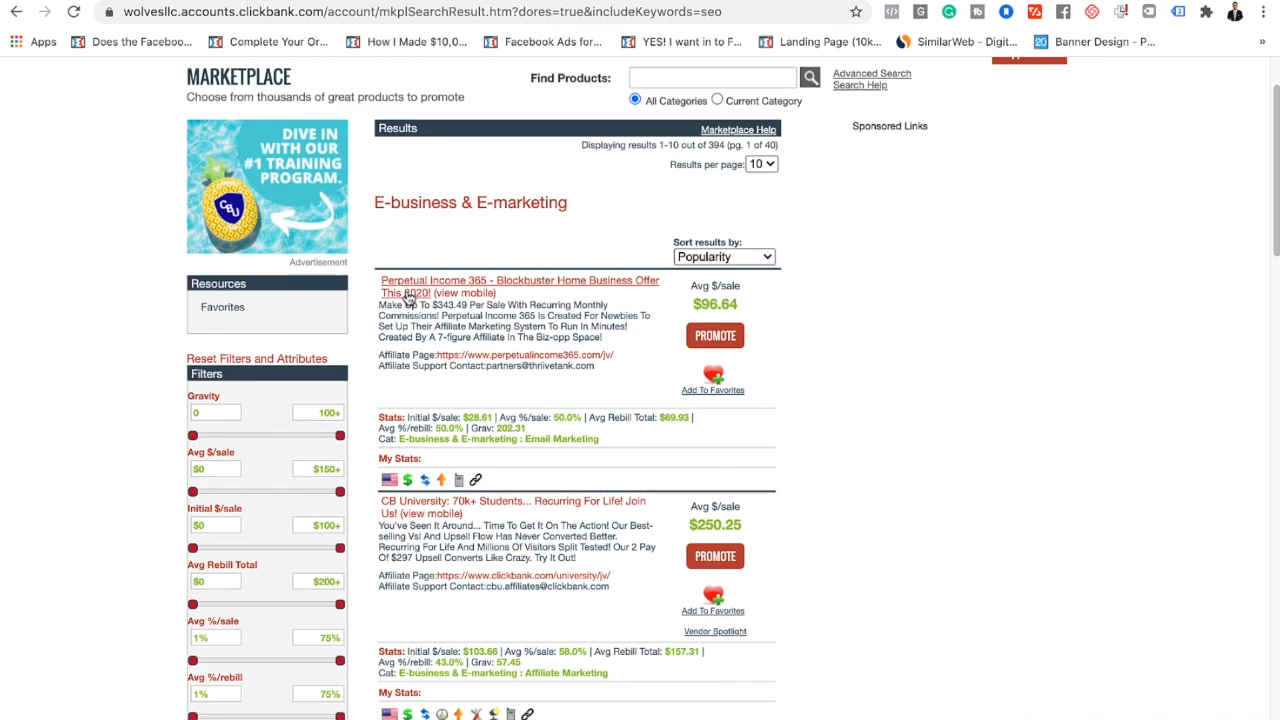 wolvesllc.accounts.clickbank.com/account/mkplSearchResult.htm?dores=true&includeKeywords=seo
Apps
Does the Faceboo...
Complete Your Or...
How I Made $10,0...
Facebook Ads for...
YES! I want in to F...
Landing Page (10k...
SimilarWeb - Digit...
20 Banner Design - P...
»
MARKETPLACE
Choose from thousands of great products to promote
Find Products:
Advanced Search
Search Help
All Categories
Current Category
DIVE IN
WITH OUR
#1 TRAINING
PROGRAM.
CBU
Advertisement
Resources
Favorites
Reset Filters and Attributes
Filters
Gravity
0 100+
Avg $/sale
$0 $150+
Initial $/sale
$0 $100+
Avg Rebill Total
$0 $200+
Avg %/sale
1% 75%
Avg %/rebill
1% 75%
Results Marketplace Help
Displaying results 1-10 out of 394 (pg. 1 of 40)
Results per page: 10
E-business & E-marketing
Sort results by:
Popularity
Perpetual Income 365 - Blockbuster Home Business Offer
This 2020! (view mobile)
Make Up To $343.49 Per Sale With Recurring Monthly
Commissions! Perpetual Income 365 Is Created For Newbies To
Set Up Their Affiliate Marketing System To Run In Minutes!
Created By A 7-figure Affiliate In The Biz-opp Space!
Affiliate Page:https://www.perpetualincome365.com/jv/
Affiliate Support Contact:partners@thriivetank.com
Avg $/sale
$96.64
PROMOTE
Add To Favorites
Stats: Initial $/sale: $28.61 | Avg %/sale: 50.0% | Avg Rebill Total: $69.93 |
Avg %/rebill: 50.0% | Grav: 202.31
Cat: E-business & E-marketing : Email Marketing
My Stats:
CB University: 70k+ Students... Recurring For Life! Join
Us! (view mobile)
You've Seen It Around... Time To Get It On The Action! Our Best-
selling Vsl And Upsell Flow Has Never Converted Better.
Recurring For Life And Millions Of Visitors Split Tested! Our 2 Pay
Of $297 Upsell Converts Like Crazy. Try It Out!
Affiliate Page:https://www.clickbank.com/university/jv/
Affiliate Support Contact:cbu.affiliates@clickbank.com
Avg $/sale
$250.25
PROMOTE
Add To Favorites
Vendor Spotlight
Stats: Initial $/sale: $103.66 | Avg %/sale: 58.0% | Avg Rebill Total: $157.31 |
Avg %/rebill: 43.0% | Grav: 57.45
Cat: E-business & E-marketing : Affiliate Marketing
My Stats:
Sponsored Links